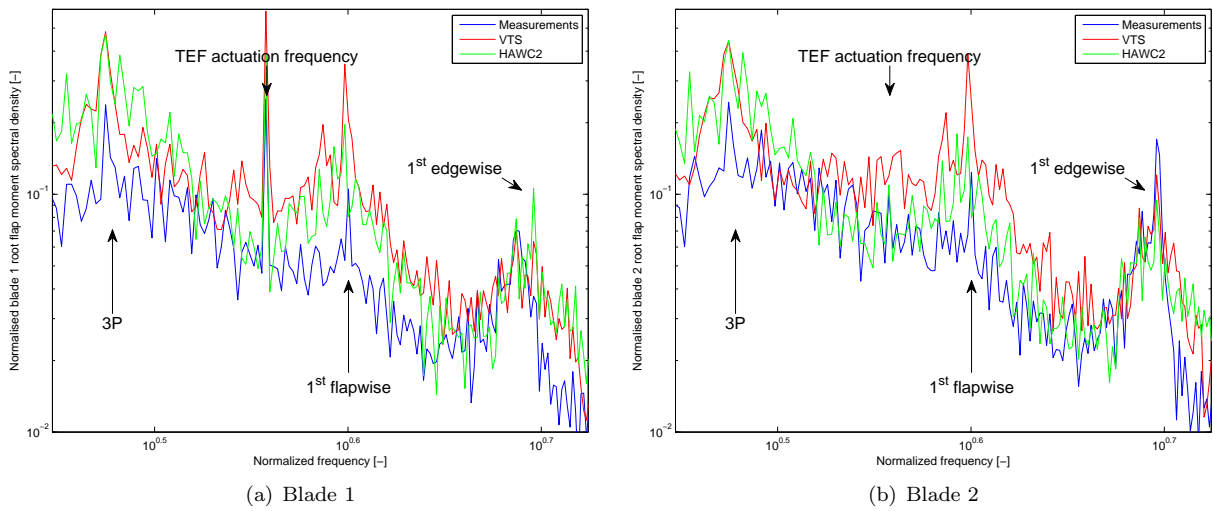 Measurements
VTS
HAWC2
TEF actuation frequency
1st edgewise
3P
1st flapwise
10^-1
10^-2
10^0.5
10^0.6
10^0.7
Normalized frequency [-]
Normalised blade 1 root flap moment spectral density [-]
(a) Blade 1
Measurements
VTS
HAWC2
TEF actuation frequency
1st edgewise
3P
1st flapwise
10^-1
10^-2
10^0.5
10^0.6
10^0.7
Normalized frequency [-]
Normalised blade 2 root flap moment spectral density [-]
(b) Blade 2